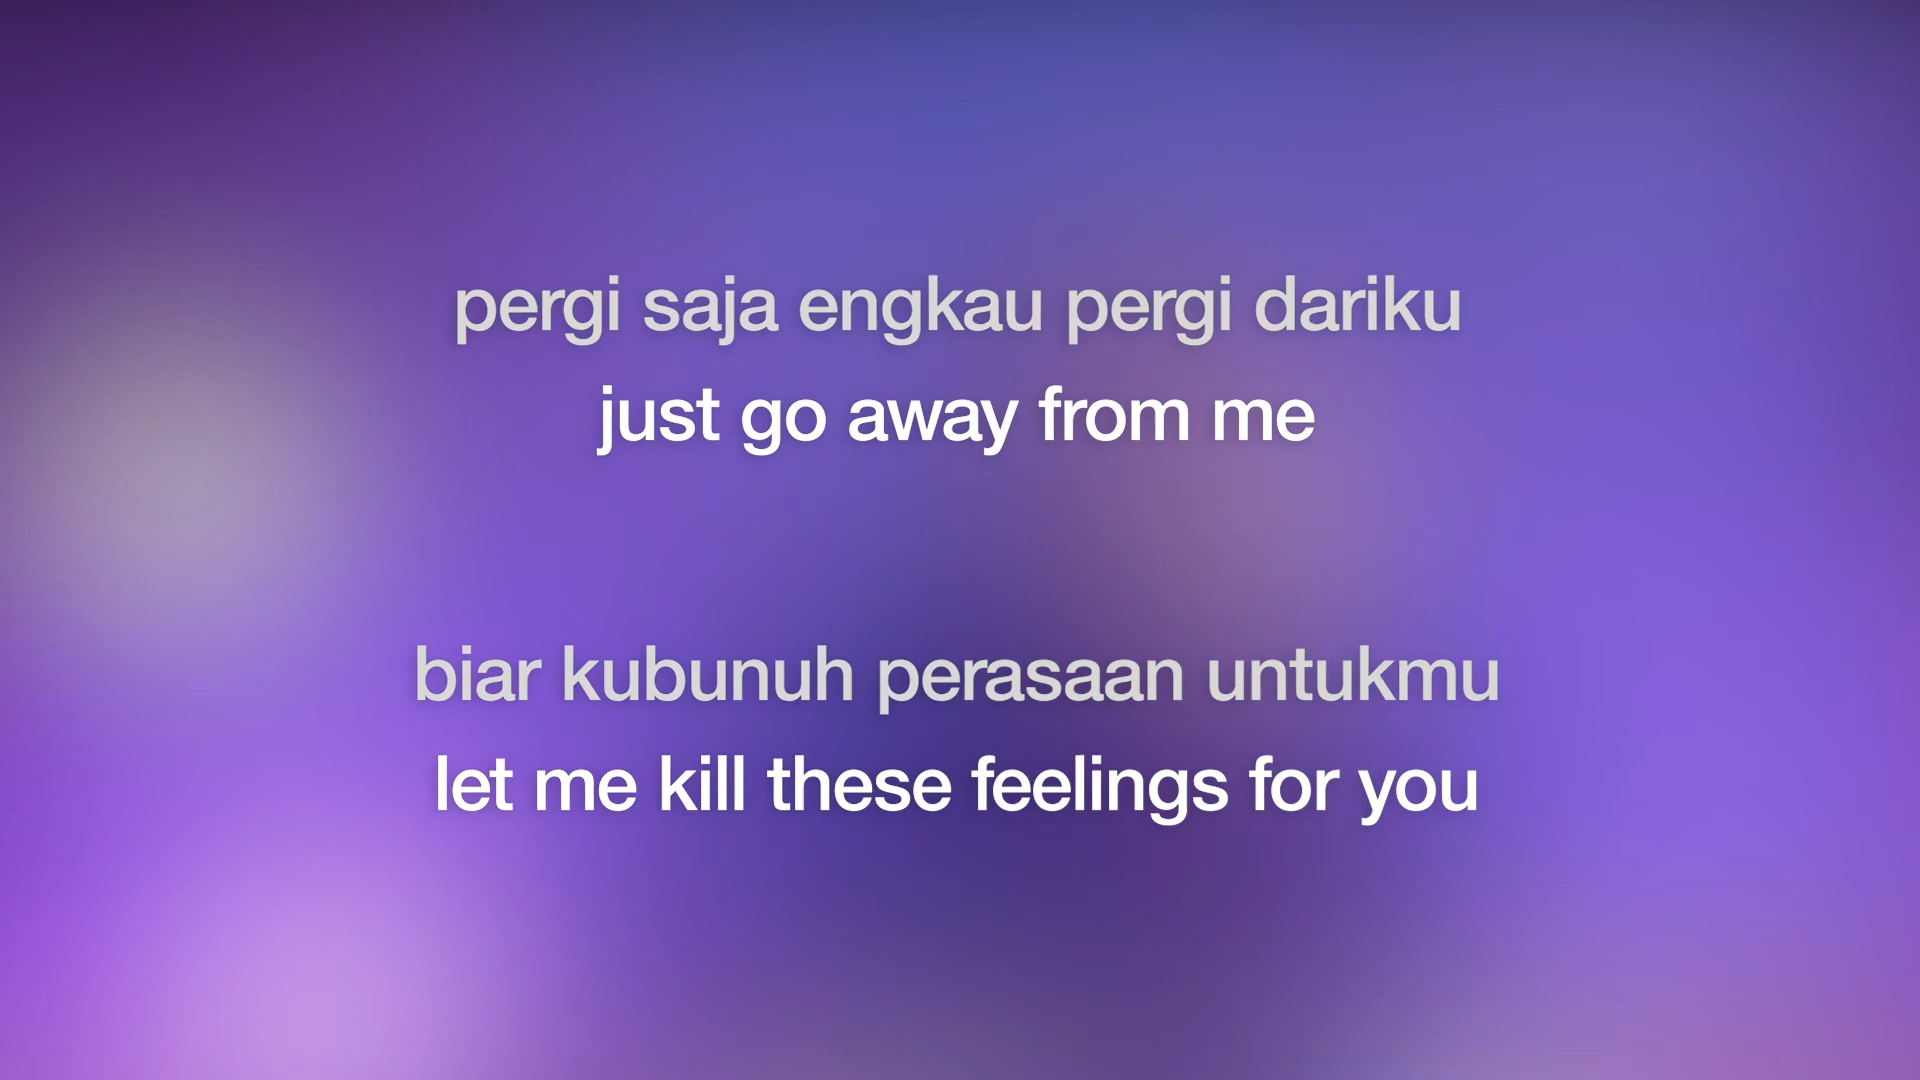 pergi saja engkau pergi dariku
just go away from me
biar kubunuh perasaan untukmu
let me kill these feelings for you